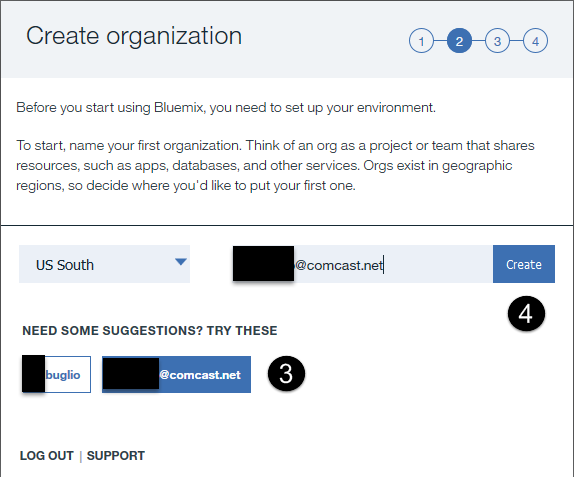 Create organization
1 2 3 4
Before you start using Bluemix, you need to set up your environment.
To start, name your first organization. Think of an org as a project or team that shares
resources, such as apps, databases, and other services. Orgs exist in geographic
regions, so decide where you'd like to put your first one.
US South @comcast.net Create
4
NEED SOME SUGGESTIONS? TRY THESE
buglio @comcast.net 3
LOG OUT | SUPPORT